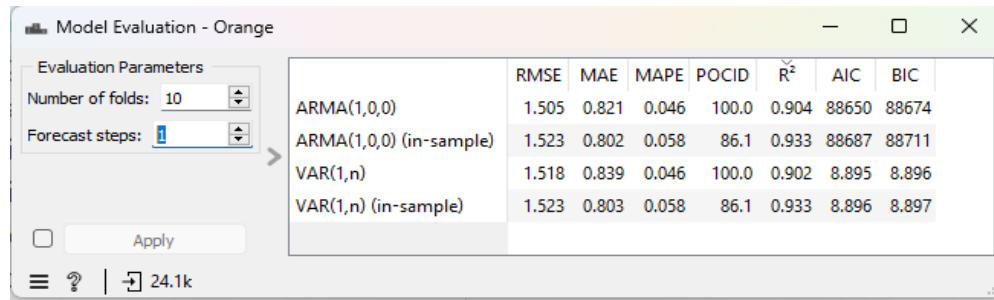 Model Evaluation - Orange
Evaluation Parameters
Number of folds: 10
Forecast steps: 1
Apply
24.1k
RMSE MAE MAPE POCID R² AIC BIC
ARMA(1,0,0) 1.505 0.821 0.046 100.0 0.904 88650 88674
ARMA(1,0,0) (in-sample) 1.523 0.802 0.058 86.1 0.933 88687 88711
VAR(1,n) 1.518 0.839 0.046 100.0 0.902 8.895 8.896
VAR(1,n) (in-sample) 1.523 0.803 0.058 86.1 0.933 8.896 8.897